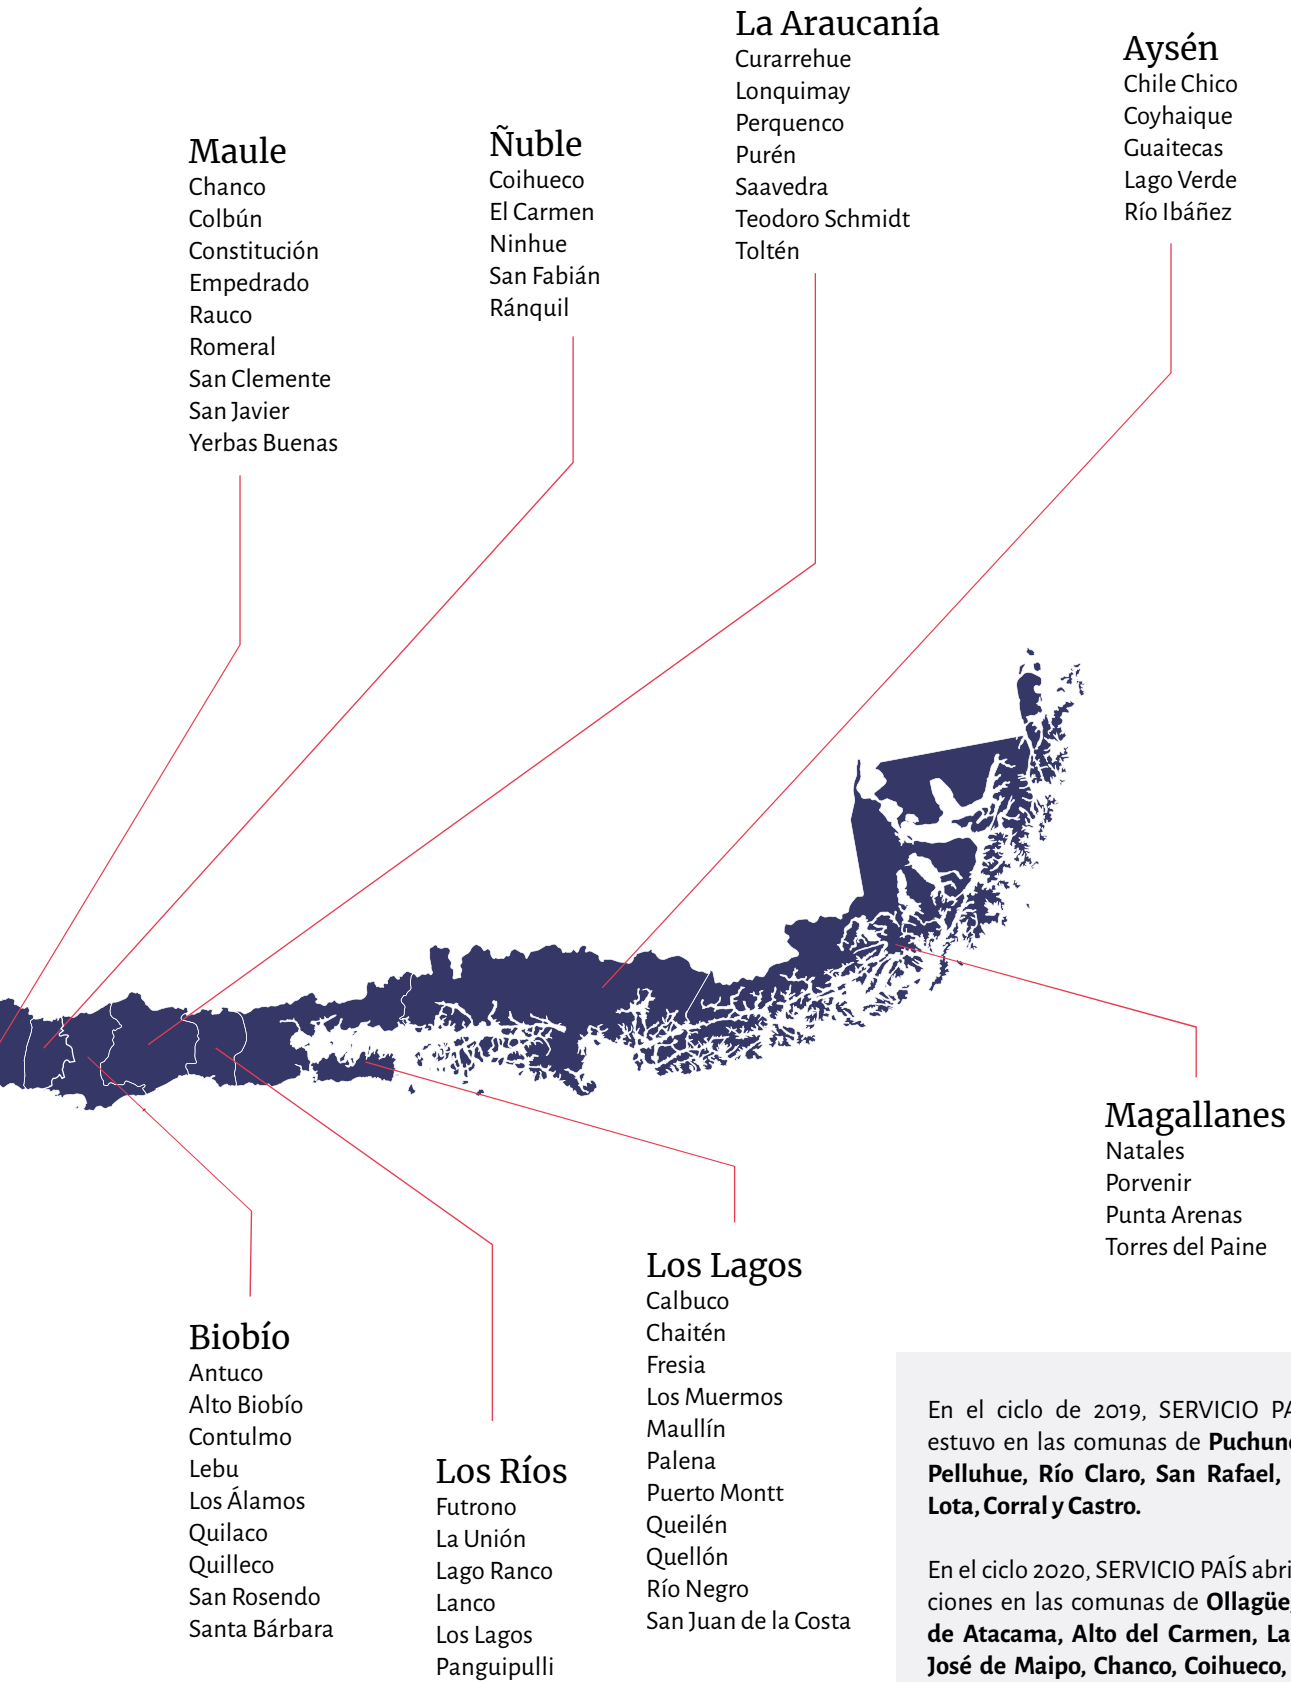 La Araucanía
Curarrehue
Lonquimay
Perquenco
Purén
Saavedra
Teodoro Schmidt
Toltén
Aysén
Chile Chico
Coyhaique
Guaitecas
Lago Verde
Río Ibáñez
Maule
Chanco
Colbún
Constitución
Empedrado
Rauco
Romeral
San Clemente
San Javier
Yerbas Buenas
Ñuble
Coihueco
El Carmen
Ninhue
San Fabián
Ránquil
Magallanes
Natales
Porvenir
Punta Arenas
Torres del Paine
Biobío
Antuco
Alto Biobío
Contulmo
Lebu
Los Álamos
Quilaco
Quilleco
San Rosendo
Santa Bárbara
Los Ríos
Futrono
La Unión
Lago Ranco
Lanco
Los Lagos
Panguipulli
Los Lagos
Calbuco
Chaitén
Fresia
Los Muermos
Maullín
Palena
Puerto Montt
Queilén
Quellón
Río Negro
San Juan de la Costa
En el ciclo de 2019, SERVICIO
estuvo en las comunas de
Pelluhue, Río Claro, San Rafael,
Lota, Corral y Castro.
En el ciclo 2020, SERVICIO PAÍS
ciones en las comunas de Ollagüe,
de Atacama, Alto del Carmen,
José de Maipo, Chanco, Coihueco,